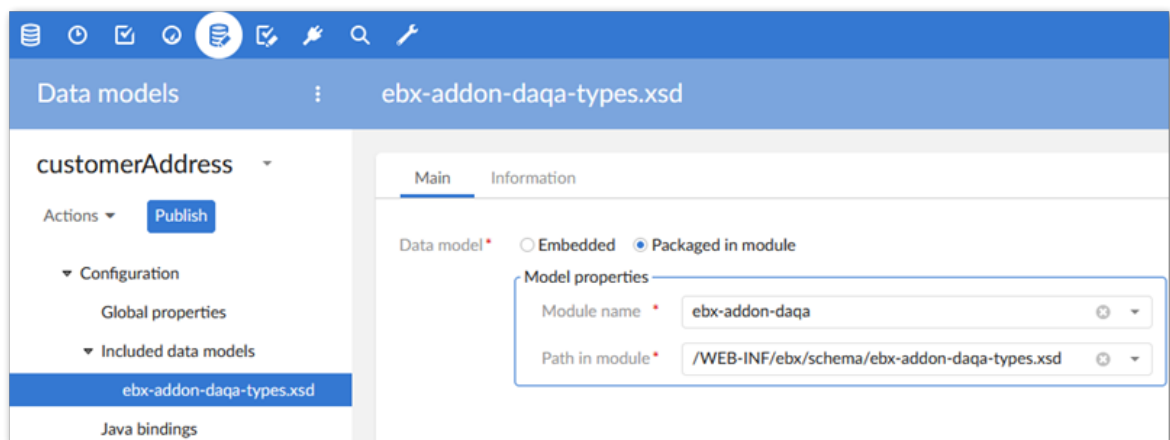 Data models
ebx-addon-daqa-types.xsd
customerAddress
Actions
Publish
Configuration
Global properties
Included data models
ebx-addon-daqa-types.xsd
Java bindings
Main Information
Data model* Embedded Packaged in module
Model properties
Module name * ebx-addon-daqa
Path in module* /WEB-INF/ebx/schema/ebx-addon-daqa-types.xsd